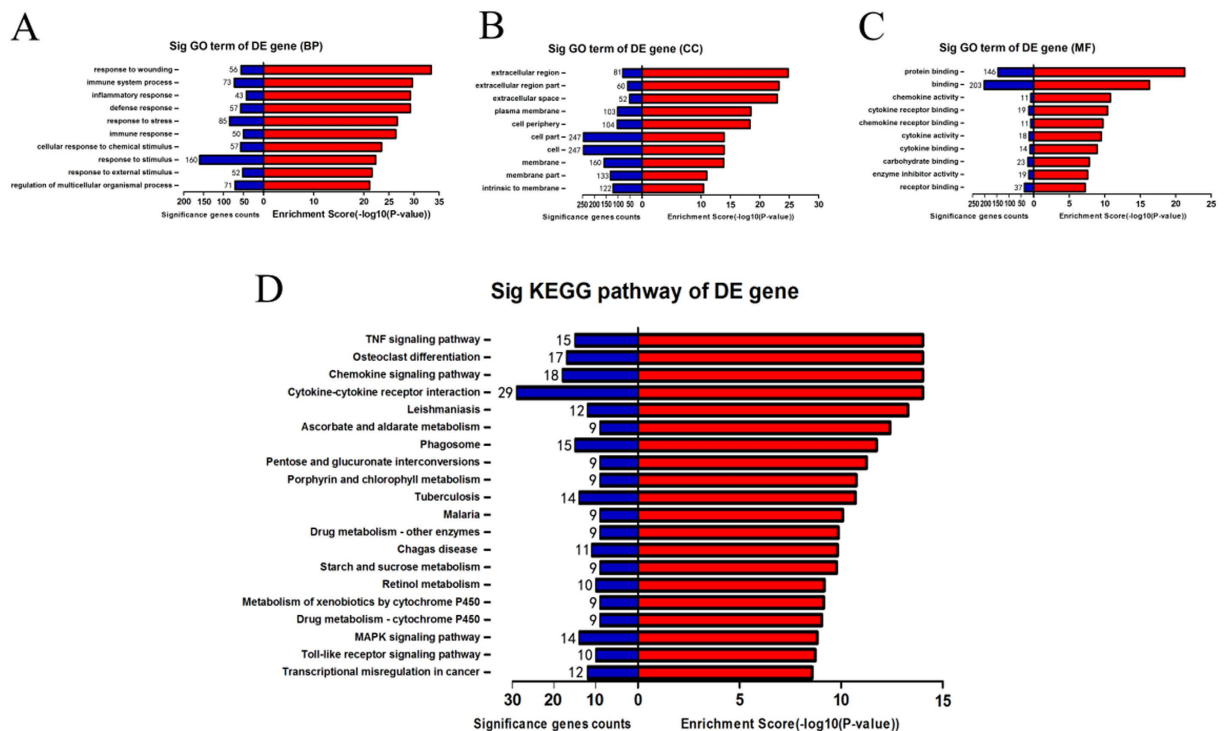 A
Sig GO term of DE gene (BP)
response to wounding 56
immune system process 73
inflammatory response 43
defense response 57
response to stress 85
immune response 50
cellular response to chemical stimulus 57
response to stimulus 160
response to external stimulus 52
regulation of multicellular organismal process 71
200 150 100 50 0 10 20 30 40
Significance genes counts Enrichment Score(-log10(P-value))
B
Sig GO term of DE gene (CC)
extracellular region 81
extracellular region part 60
extracellular space 52
plasma membrane 103
cell periphery 104
cell part 247
cell 247
membrane 160
membrane part 133
intrinsic to membrane 122
250 200 150 100 50 0 5 10 15 20 25 30
Significance genes counts Enrichment Score(-log10(P-value))
C
Sig GO term of DE gene (MF)
protein binding 146
binding 203
chemokine activity 11
cytokine receptor binding 19
chemokine receptor binding 11
cytokine activity 18
cytokine binding 14
carbohydrate binding 23
enzyme inhibitor activity 19
receptor binding 37
250 200 150 100 50 0 5 10 15 20 25
Significance genes counts Enrichment Score(-log10(P-value))
D
Sig KEGG pathway of DE gene
TNF signaling pathway 15
Osteoclast differentiation 17
Chemokine signaling pathway 18
Cytokine-cytokine receptor interaction 29
Leishmaniasis 12
Ascorbate and aldarate metabolism 9
Phagosome 15
Pentose and glucuronate interconversions 9
Porphyrin and chlorophyll metabolism 9
Tuberculosis 14
Malaria 9
Drug metabolism - other enzymes 9
Chagas disease 11
Starch and sucrose metabolism 9
Retinol metabolism 10
Metabolism of xenobiotics by cytochrome P450 9
Drug metabolism - cytochrome P450 9
MAPK signaling pathway 14
Toll-like receptor signaling pathway 10
Transcriptional misregulation in cancer 12
30 20 10 0 5 10 15
Significance genes counts Enrichment Score(-log10(P-value))